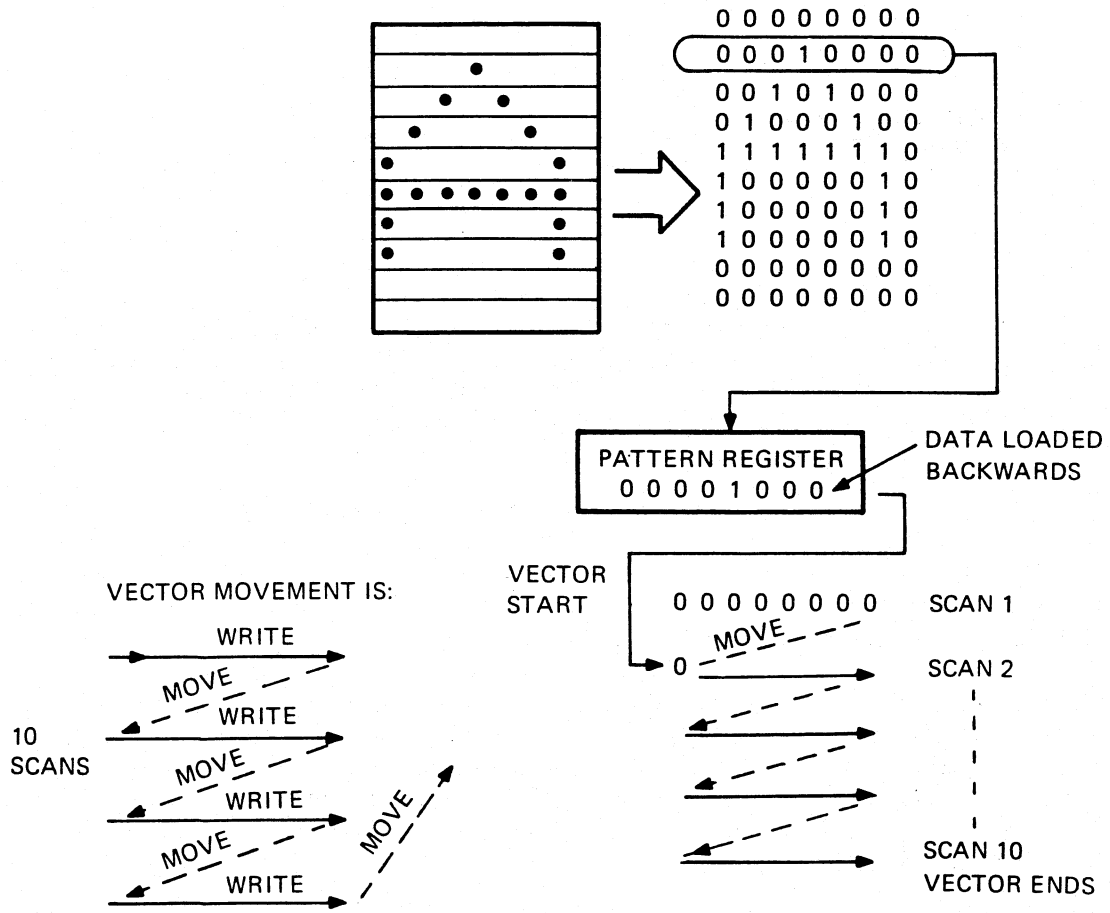 0 0 0 0 0 0 0 0
0 0 0 1 0 0 0 0
0 0 1 0 1 0 0 0
0 1 0 0 0 1 0 0
1 1 1 1 1 1 1 0
1 0 0 0 0 0 1 0
1 0 0 0 0 0 1 0
1 0 0 0 0 0 1 0
0 0 0 0 0 0 0 0
0 0 0 0 0 0 0 0
PATTERN REGISTER
0 0 0 0 1 0 0 0
DATA LOADED
BACKWARDS
VECTOR MOVEMENT IS:
WRITE
MOVE
WRITE
10
SCANS
MOVE
WRITE
MOVE
WRITE
MOVE
VECTOR
START
0 0 0 0 0 0 0 0
SCAN 1
MOVE
0
SCAN 2
SCAN 10
VECTOR ENDS